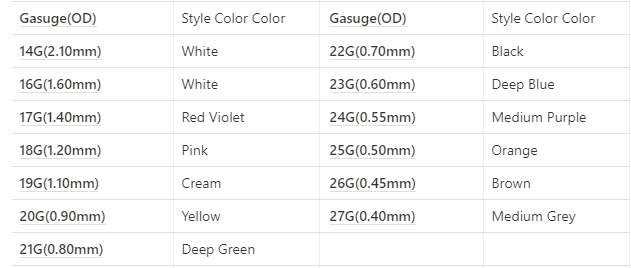 Gasuge(OD) Style Color Color Gasuge(OD) Style Color Color
14G(2.10mm) White 22G(0.70mm) Black
16G(1.60mm) White 23G(0.60mm) Deep Blue
17G(1.40mm) Red Violet 24G(0.55mm) Medium Purple
18G(1.20mm) Pink 25G(0.50mm) Orange
19G(1.10mm) Cream 26G(0.45mm) Brown
20G(0.90mm) Yellow 27G(0.40mm) Medium Grey
21G(0.80mm) Deep Green